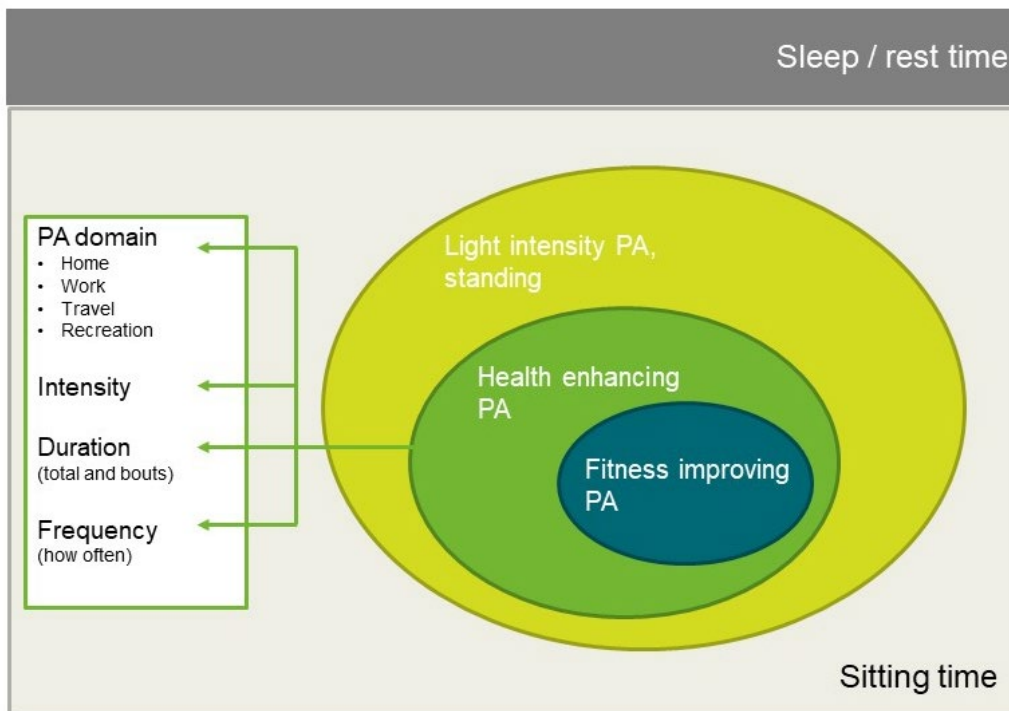 Sleep / rest time
PA domain
• Home
• Work
• Travel
• Recreation
Intensity
Duration
(total and bouts)
Frequency
(how often)
Light intensity PA,
standing
Health enhancing
PA
Fitness improving
PA
Sitting time